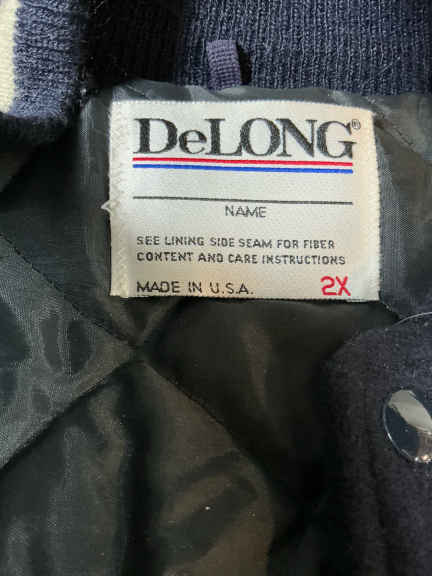 DeLONG®
NAME
SEE LINING SIDE SEAM FOR FIBER
CONTENT AND CARE INSTRUCTIONS
MADE IN U.S.A. 2X